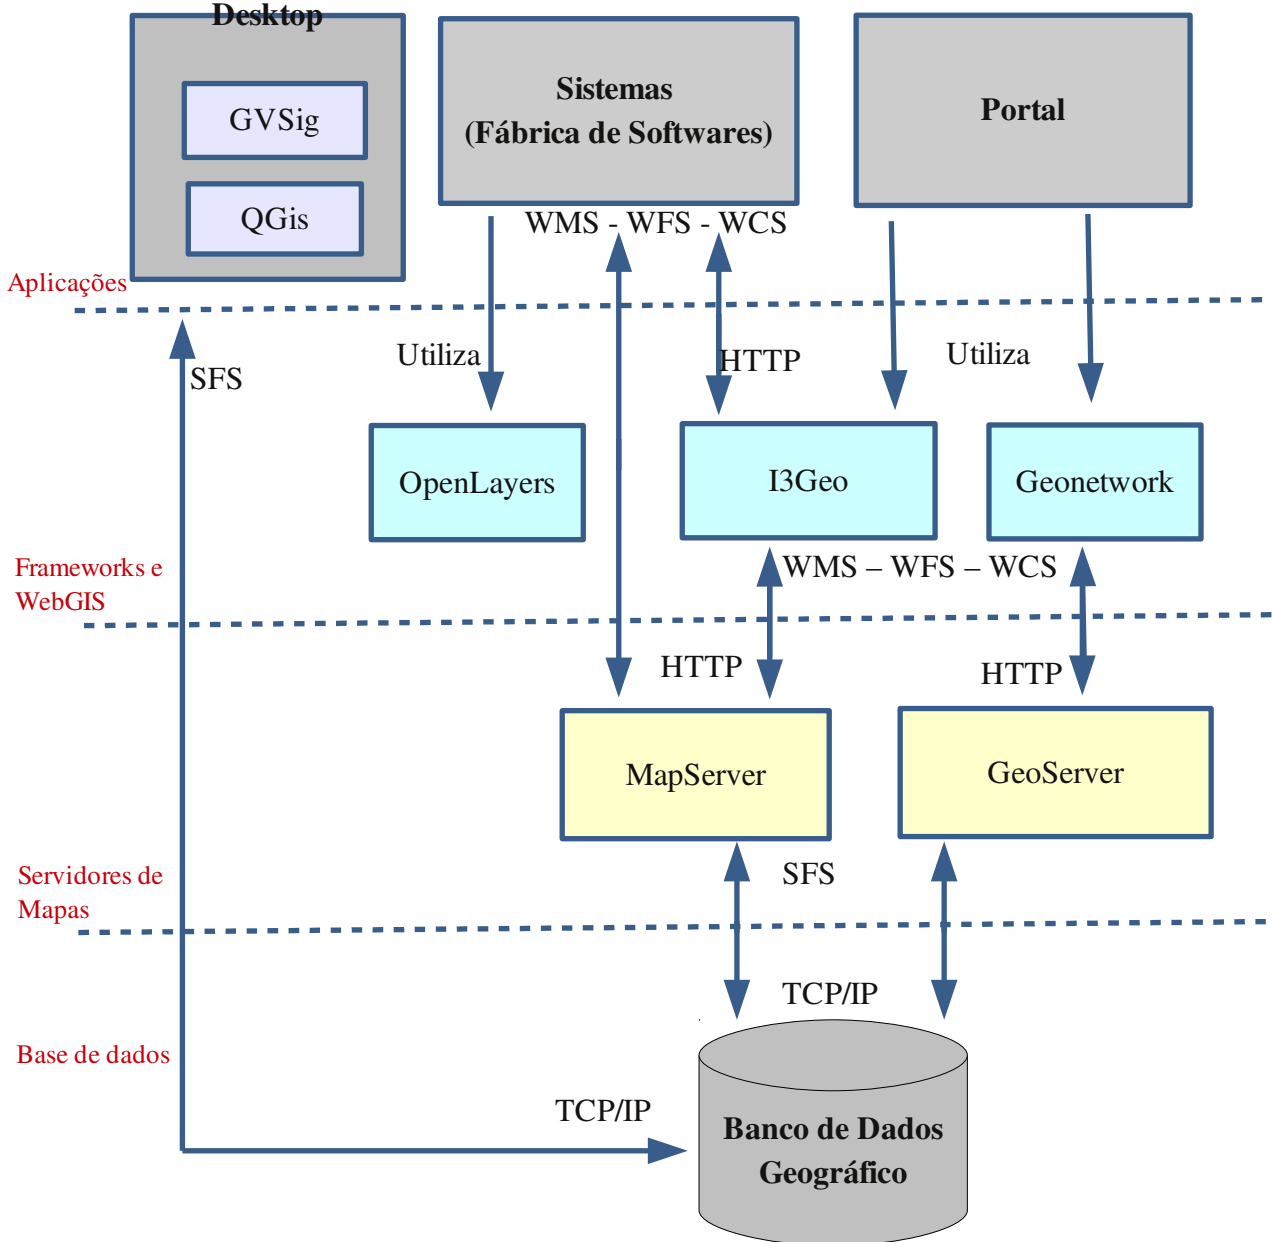 Desktop
GVSig
QGis
Sistemas
(Fábrica de Softwares)
Portal
WMS - WFS - WCS
Aplicações
SFS
Utiliza
HTTP
Utiliza
OpenLayers
I3Geo
Geonetwork
Frameworks e
WebGIS
WMS – WFS – WCS
HTTP
HTTP
MapServer
GeoServer
Servidores de
Mapas
SFS
TCP/IP
Base de dados
TCP/IP
Banco de Dados
Geográfico